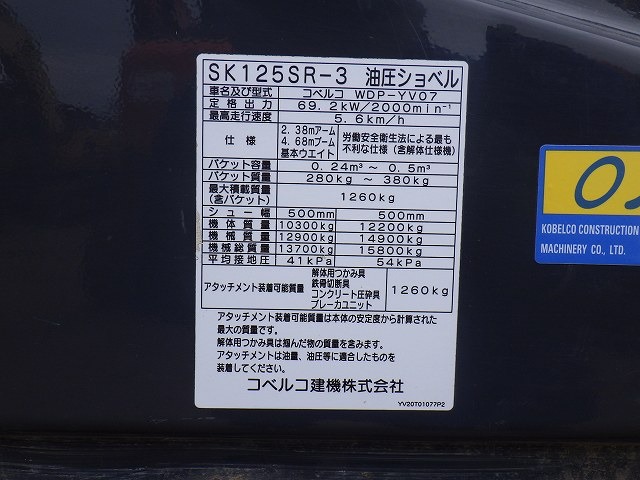 SK125SR-3 油圧ショベル
車名及び型式 コベルコ WDP-YV07
定格出力 69.2kW/2000min⁻¹
最高走行速度 5.6km/h
仕様 2.38mアーム 4.68mブーム 基本ウエイト 労働安全衛生法による最も不利な仕様(含解体仕様機)
バケット容量 0.24m³ ～ 0.5m³
バケット質量 280kg ～ 380kg
最大積載質量(含バケット) 1260kg
シュー幅 500mm 500mm
機体質量 10300kg 12200kg
機械質量 12900kg 14900kg
機械総質量 13700kg 15800kg
平均接地圧 41kPa 54kPa
アタッチメント装着可能質量 解体用つかみ具 鉄骨切断具 コンクリート圧砕具 ブレーカユニット 1260kg
アタッチメント装着可能質量は本体の安定度から計算された
最大の質量です。
解体用つかみ具は掴んだ物の質量を含みます。
アタッチメントは油量、油圧等に適合したものを
装着してください。
コベルコ建機株式会社
YV20T01077P2
KOBELCO CONSTRUCTION
MACHINERY CO., LTD.